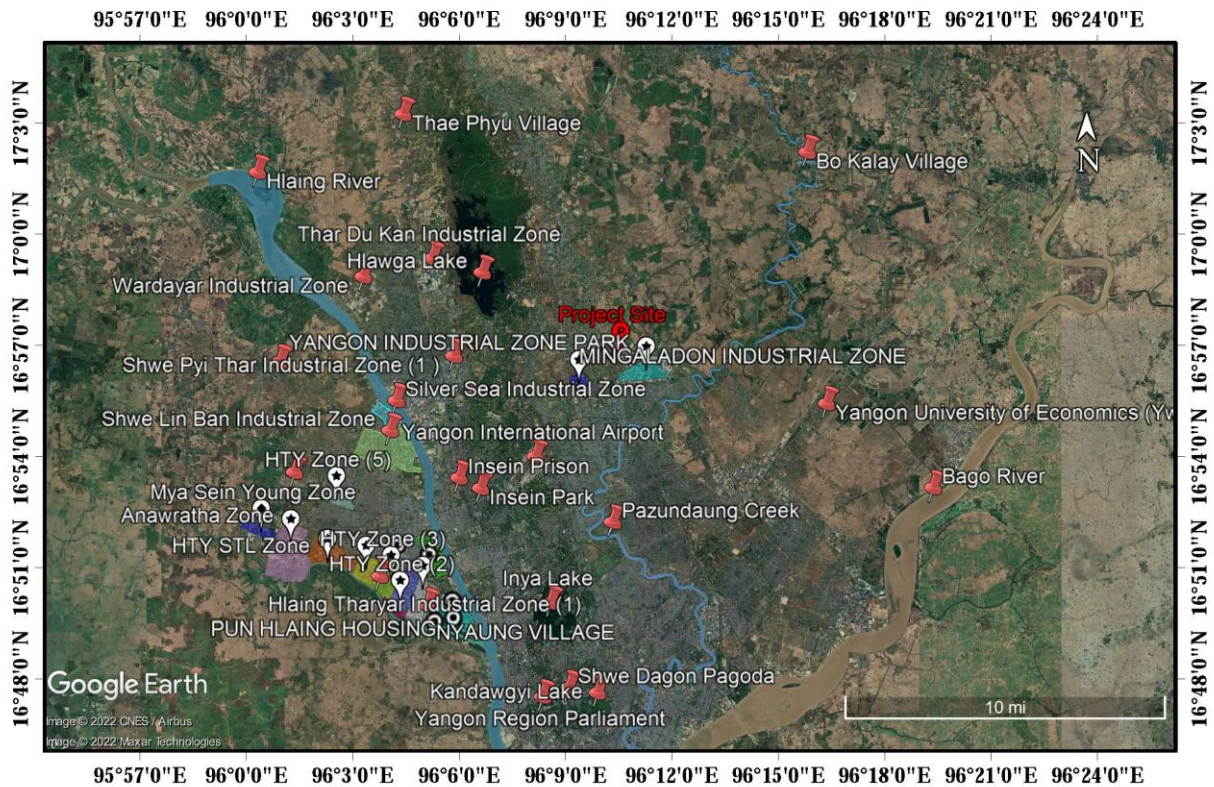 95°57'0"E 96°0'0"E 96°3'0"E 96°6'0"E 96°9'0"E 96°12'0"E 96°15'0"E 96°18'0"E 96°21'0"E 96°24'0"E
17°3'0"N
17°3'0"N
Thae Phyu Village
N
Bo Kalay Village
Hlaing River
17°0'0"N
17°0'0"N
Thar Du Kan Industrial Zone
Hlawga Lake
Wardayar Industrial Zone
Project Site
16°57'0"N
16°57'0"N
YANGON INDUSTRIAL ZONE PARK
MINGALADON INDUSTRIAL ZONE
Shwe Pyi Thar Industrial Zone (1 )
Silver Sea Industrial Zone
Shwe Lin Ban Industrial Zone
Yangon University of Economics (Yw
Yangon International Airport
16°54'0"N
16°54'0"N
HTY Zone (5)
Insein Prison
Bago River
Mya Sein Young Zone
Insein Park
Anawratha Zone
Pazundaung Creek
HTY STL Zone
HTY Zone (3)
16°51'0"N
16°51'0"N
HTY Zone (2)
Inya Lake
Hlaing Tharyar Industrial Zone (1)
PUN HLAING HOUSING
NYAUNG VILLAGE
16°48'0"N
16°48'0"N
Shwe Dagon Pagoda
Google Earth
Kandawgyi Lake
10 mi
Yangon Region Parliament
Image © 2022 CNES / Airbus
Image © 2022 Maxar Technologies
95°57'0"E 96°0'0"E 96°3'0"E 96°6'0"E 96°9'0"E 96°12'0"E 96°15'0"E 96°18'0"E 96°21'0"E 96°24'0"E